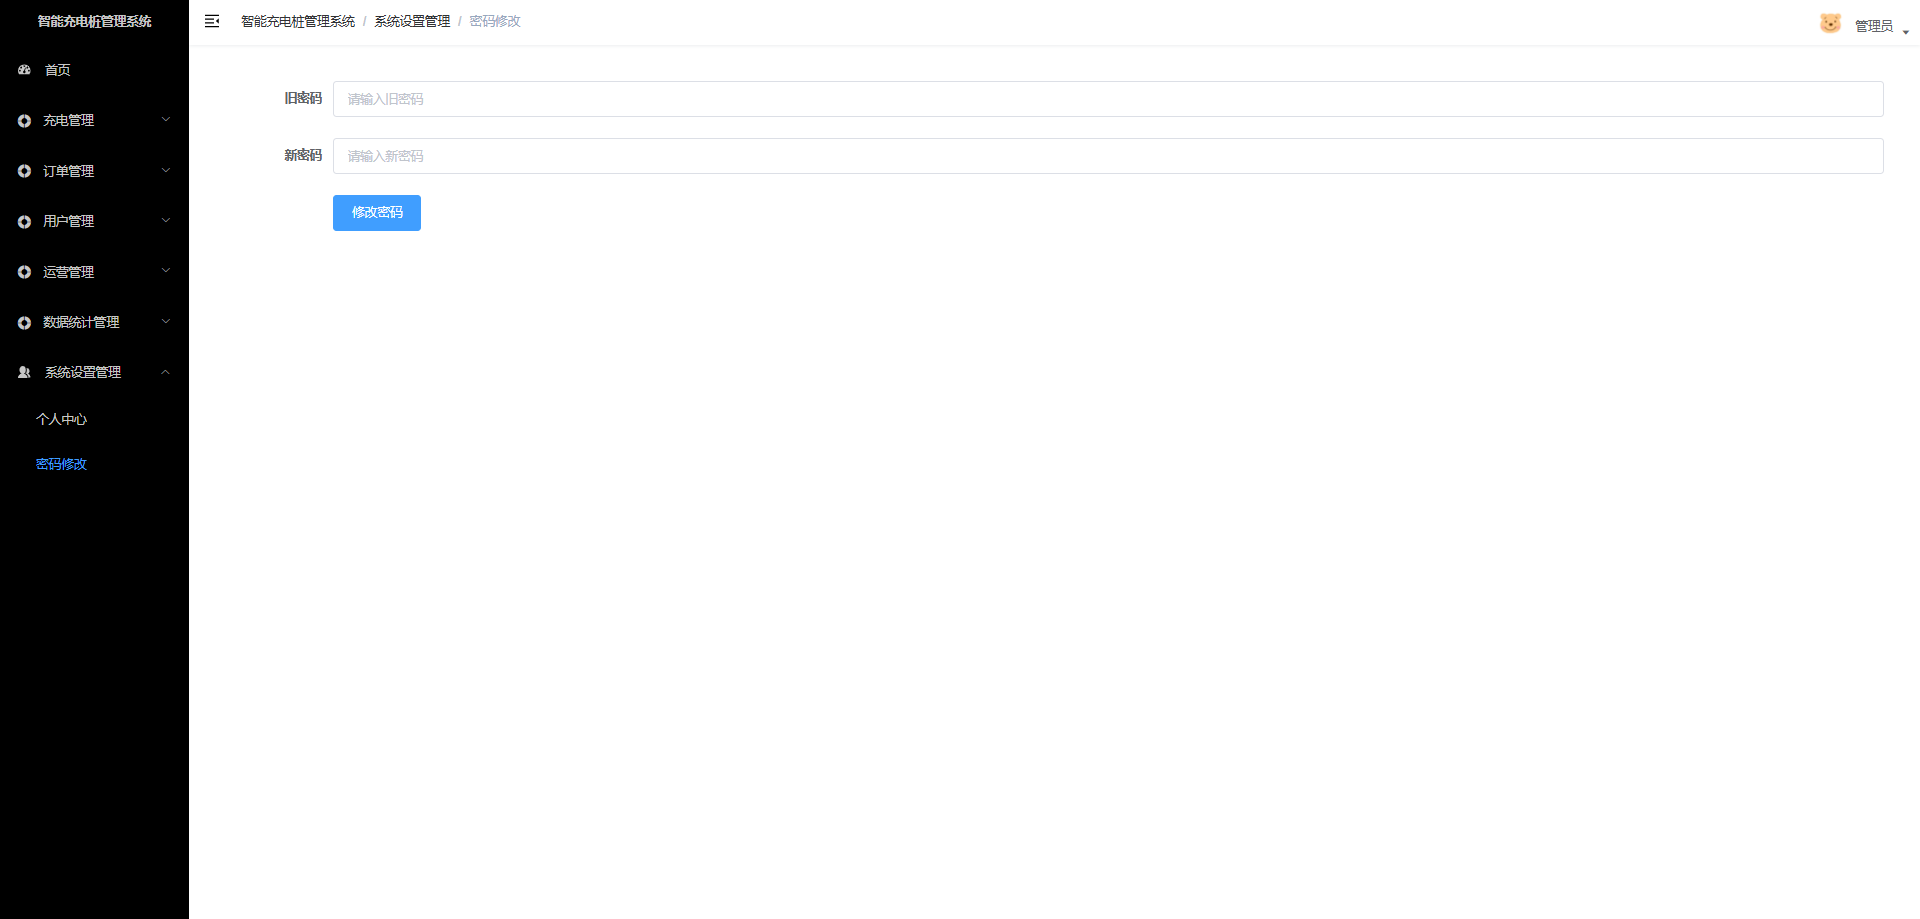 智能充电桩管理系统
首页
充电管理
订单管理
用户管理
运营管理
数据统计管理
系统设置管理
个人中心
密码修改
智能充电桩管理系统 / 系统设置管理 / 密码修改
管理员
旧密码 请输入旧密码
新密码 请输入新密码
修改密码